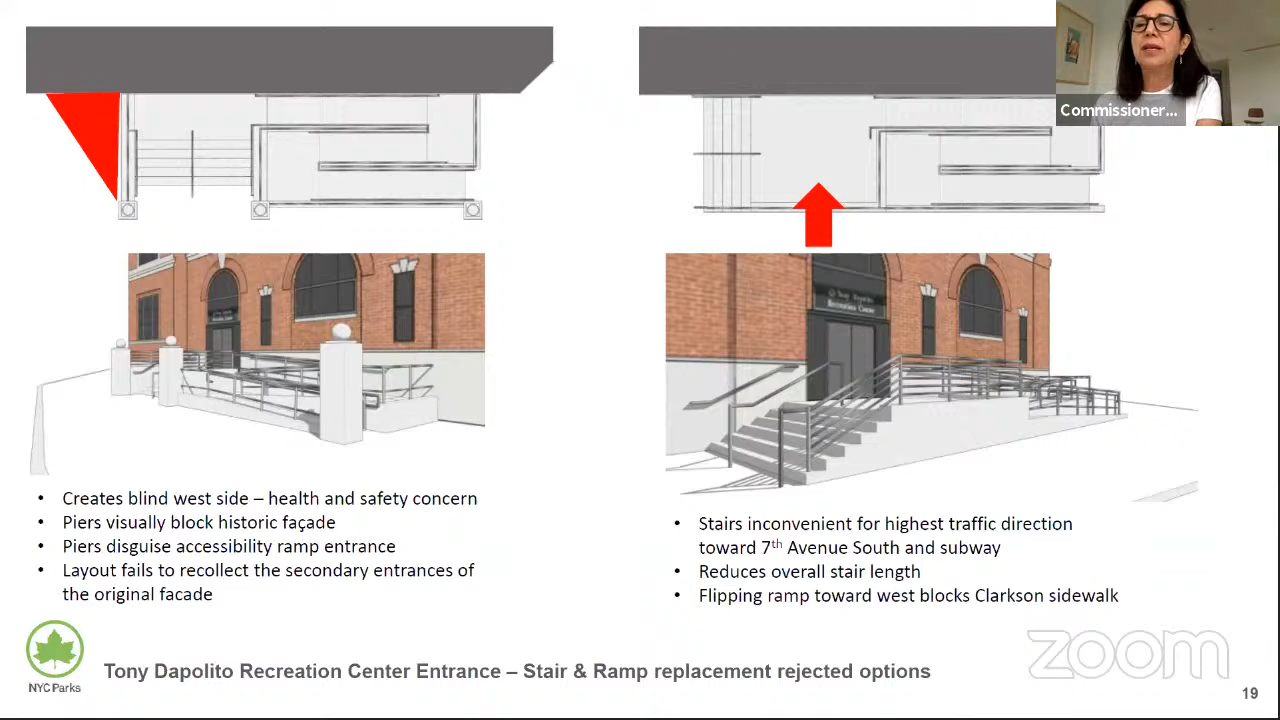 Commissioner...
Recreation Center
• Creates blind west side – health and safety concern
• Piers visually block historic façade
• Piers disguise accessibility ramp entrance
• Layout fails to recollect the secondary entrances of
the original facade
• Stairs inconvenient for highest traffic direction
toward 7th Avenue South and subway
• Reduces overall stair length
• Flipping ramp toward west blocks Clarkson sidewalk
zoom
NYC Parks
Tony Dapolito Recreation Center Entrance – Stair & Ramp replacement rejected options
19